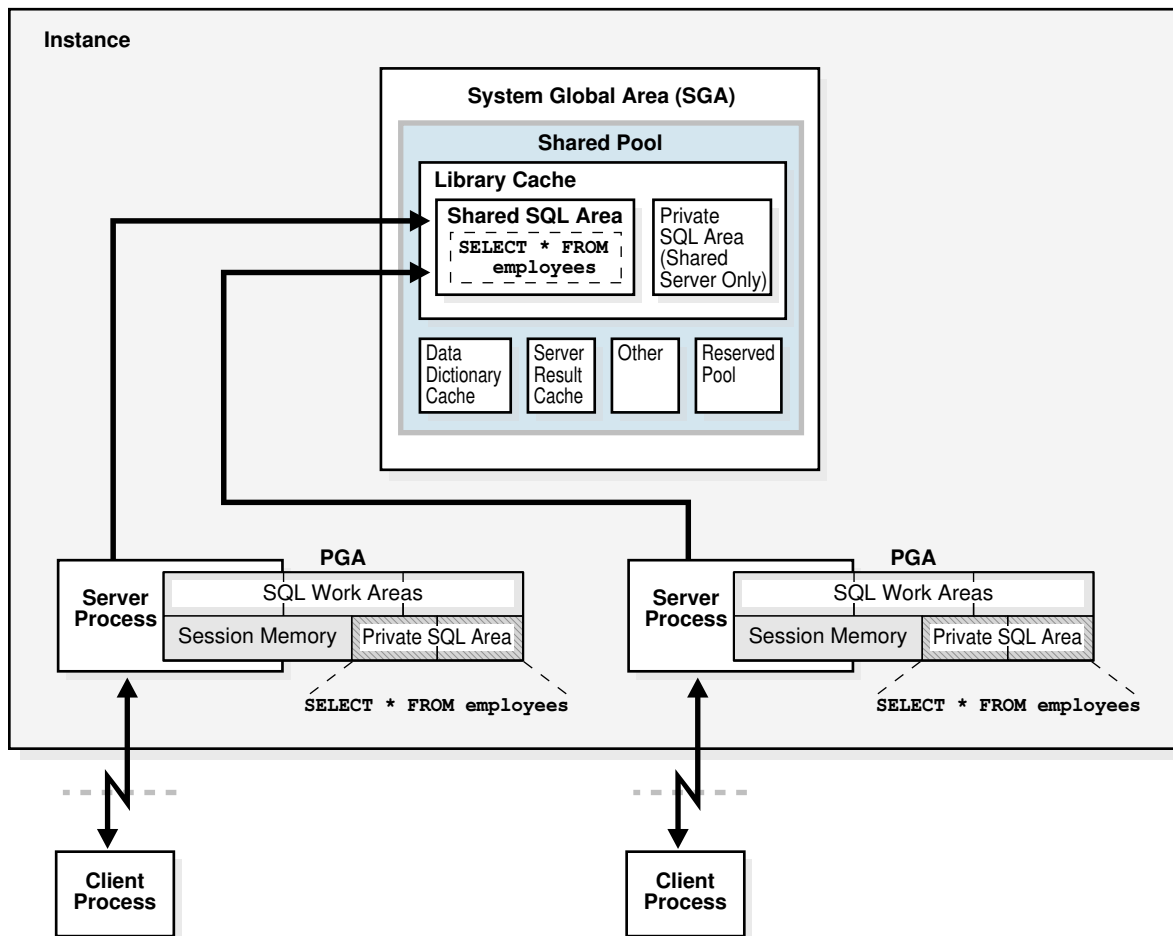 Instance
System Global Area (SGA)
Shared Pool
Library Cache
Shared SQL Area
SELECT * FROM
employees
Private
SQL Area
(Shared
Server Only)
Data
Dictionary
Cache
Server
Result
Cache
Other
Reserved
Pool
PGA
Server
Process
SQL Work Areas
Session Memory
Private SQL Area
SELECT * FROM employees
PGA
Server
Process
SQL Work Areas
Session Memory
Private SQL Area
SELECT * FROM employees
Client
Process
Client
Process